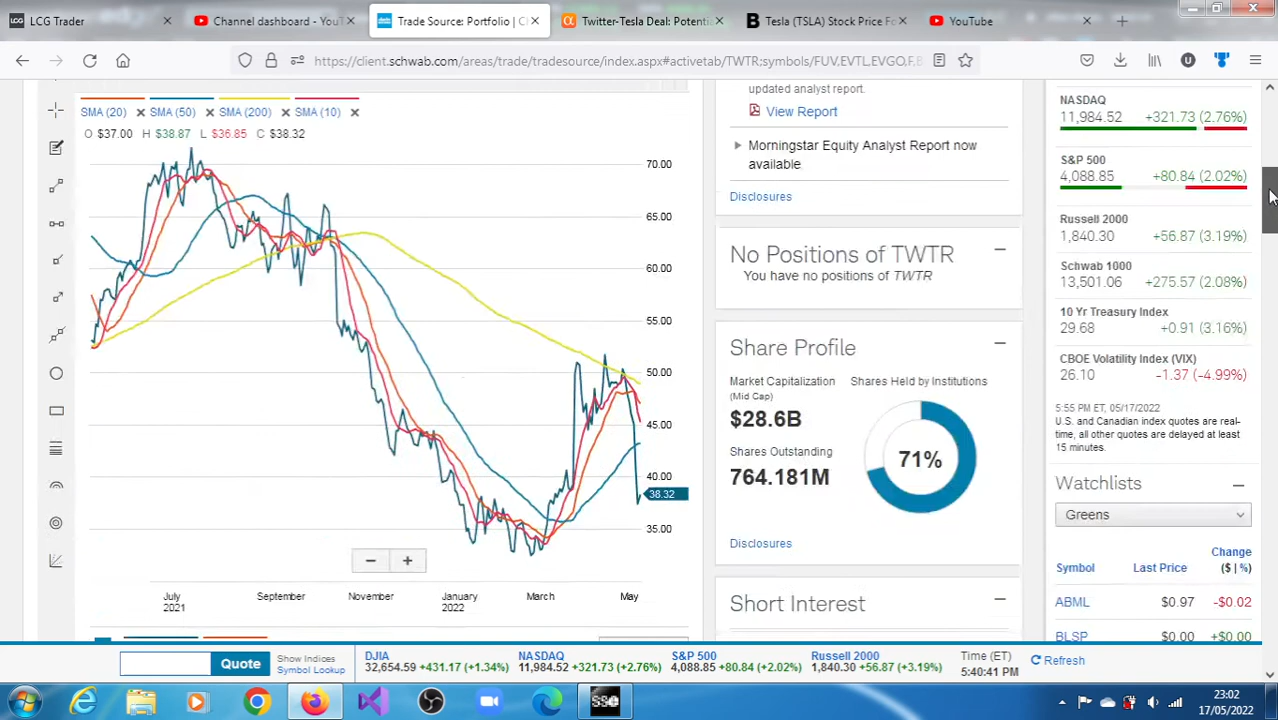 LCG Trader
Channel dashboard - YouTub
Trade Source: Portfolio | Cl
Twitter-Tesla Deal: Potenti
Tesla (TSLA) Stock Price Fo
YouTube
https://client.schwab.com/areas/trade/tradesource/index.aspx#activetab/TWTR:symbols/FUV,EVTL,EVGO,F,B
SMA (20) SMA (50) SMA (200) SMA (10)
O $37.00 H $38.87 L $36.85 C $38.32
70.00
65.00
60.00
55.00
50.00
45.00
40.00
38.32
35.00
July
2021
September
November
January
2022
March
May
updated analyst report.
View Report
Morningstar Equity Analyst Report now
available
Disclosures
No Positions of TWTR
You have no positions of TWTR
Share Profile
Market Capitalization
(Mid Cap)
$28.6B
Shares Outstanding
764.181M
Shares Held by Institutions
71%
Disclosures
Short Interest
NASDAQ
11,984.52 +321.73 (2.76%)
S&P 500
4,088.85 +80.84 (2.02%)
Russell 2000
1,840.30 +56.87 (3.19%)
Schwab 1000
13,501.06 +275.57 (2.08%)
10 Yr Treasury Index
29.68 +0.91 (3.16%)
CBOE Volatility Index (VIX)
26.10 -1.37 (-4.99%)
5:55 PM ET, 05/17/2022
U.S. and Canadian index quotes are real-
time, all other quotes are delayed at least
15 minutes.
Watchlists
Greens
Change
Symbol Last Price ($ | %)
ABML $0.97 -$0.02
BLSP $0.00 +$0.00
Quote
Show Indices
Symbol Lookup
DJIA
32,654.59 +431.17 (+1.34%)
NASDAQ
11,984.52 +321.73 (+2.76%)
S&P 500
4,088.85 +80.84 (+2.02%)
Russell 2000
1,840.30 +56.87 (+3.19%)
Time (ET)
5:40:41 PM
Refresh
SSO
23:02
17/05/2022